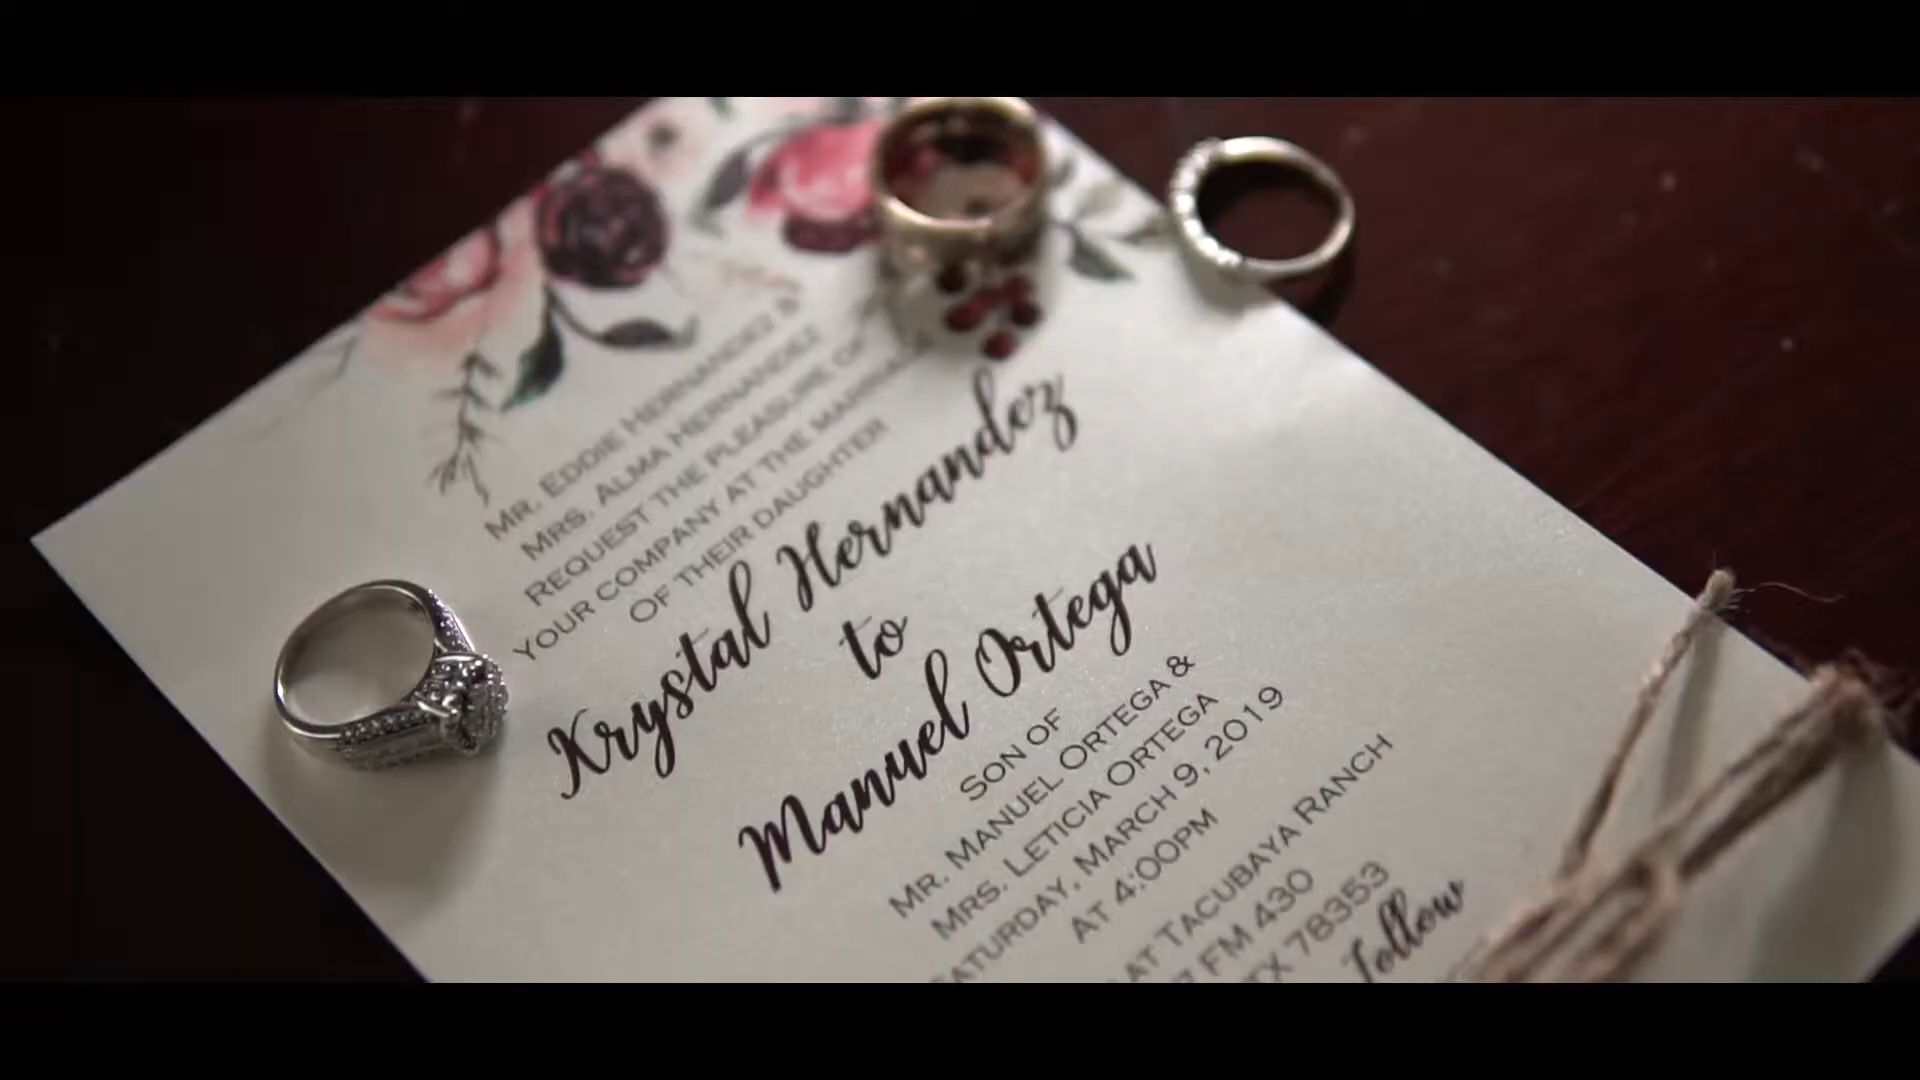 MR. EDDIE HERNANDEZ &
MRS. ALMA HERNANDEZ
REQUEST THE PLEASURE OF
YOUR COMPANY AT THE MARRIAGE
OF THEIR DAUGHTER
Krystal Hernandez
to
Manuel Ortega
SON OF
MR. MANUEL ORTEGA &
MRS. LETICIA ORTEGA
SATURDAY, MARCH 9, 2019
AT 4:00PM
AT TACUBAYA RANCH
FM 430
TX 78353
Follow